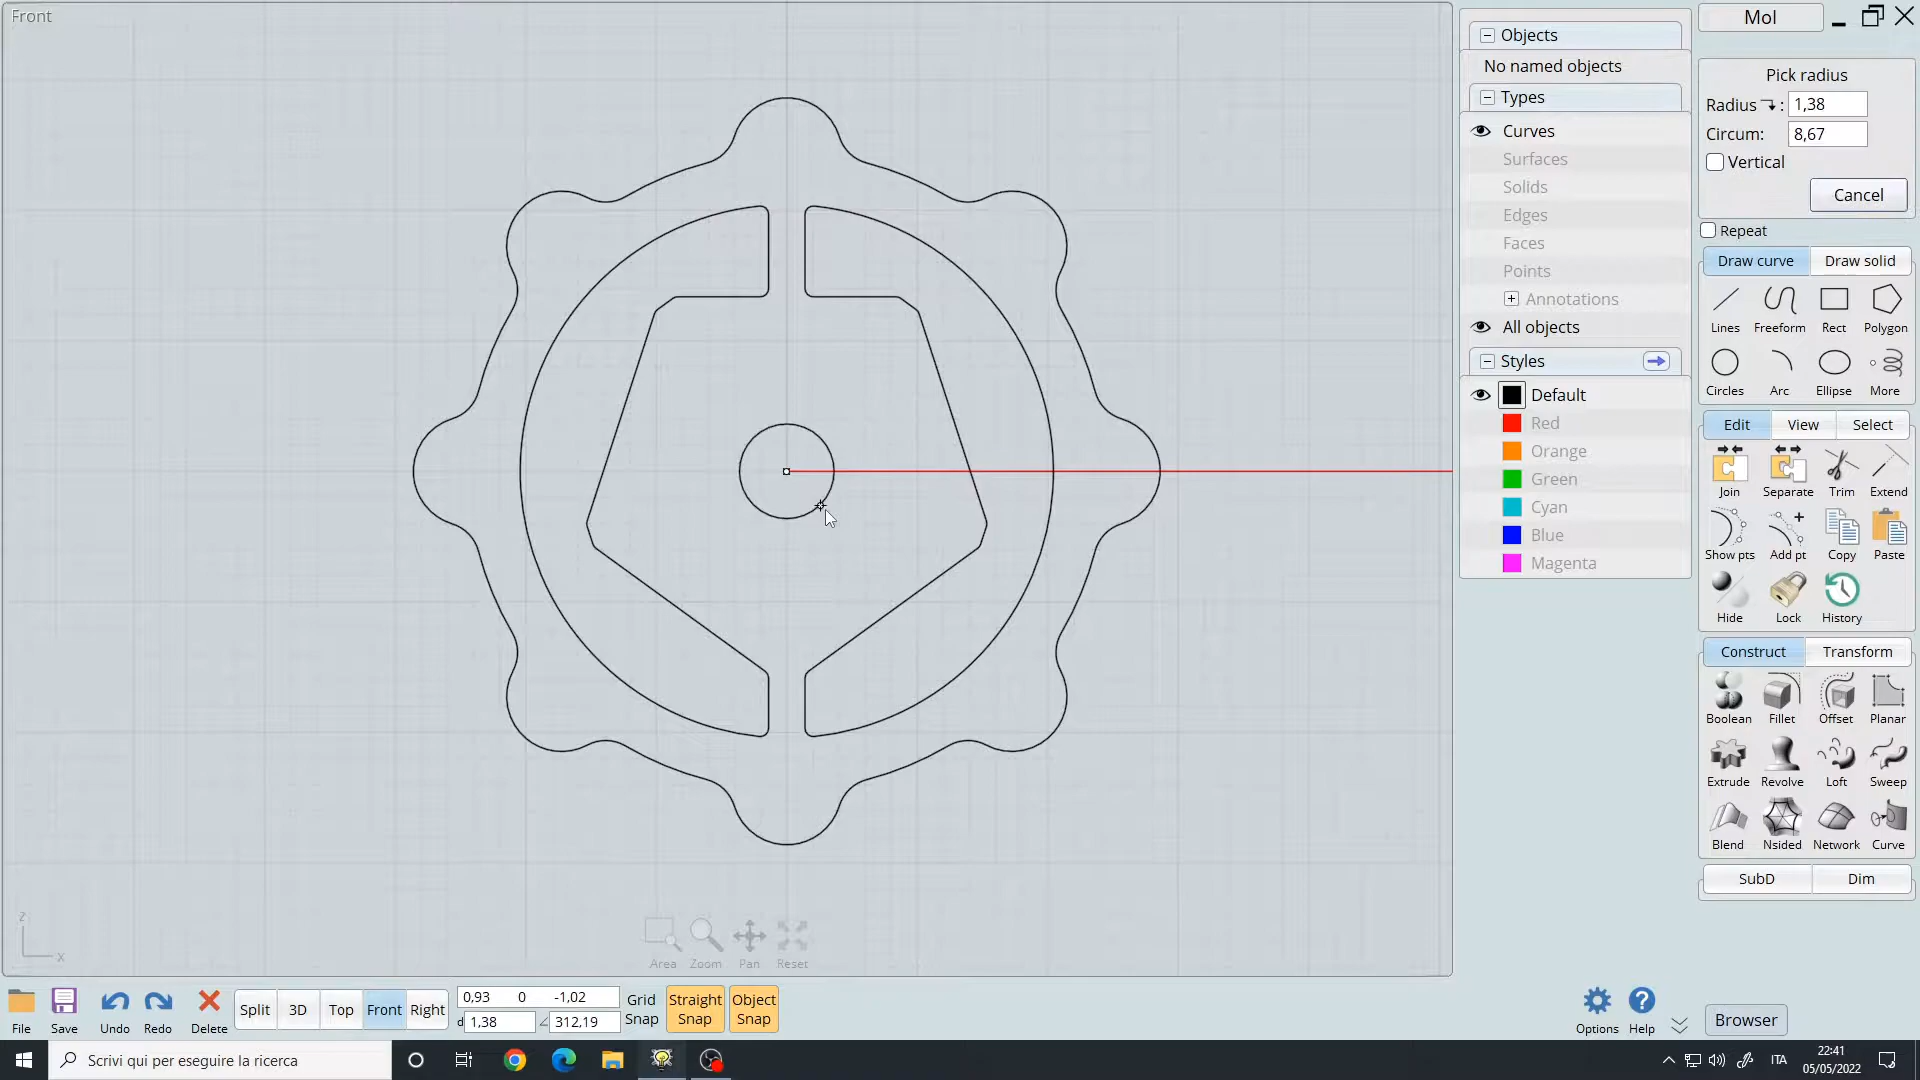 Front
Objects
No named objects
Types
Curves
Surfaces
Solids
Edges
Faces
Points
Annotations
All objects
Styles
Default
Red
Orange
Green
Cyan
Blue
Magenta
MoI
Pick radius
Radius : 1,38
Circum: 8,67
Vertical
Cancel
Repeat
Draw curve Draw solid
Lines Freeform Rect Polygon
Circles Arc Ellipse More
Edit View Select
Join Separate Trim Extend
Show pts Add pt Copy Paste
Hide Lock History
Construct Transform
Boolean Fillet Offset Planar
Extrude Revolve Loft Sweep
Blend Nsided Network Curve
SubD Dim
z
x
Area Zoom Pan Reset
File Save Undo Redo Delete
Split 3D Top Front Right
0,93 0 -1,02
d 1,38 312,19
Grid Snap
Straight Snap
Object Snap
Options Help
Browser
Scrivi qui per eseguire la ricerca
ITA
22:41
05/05/2022